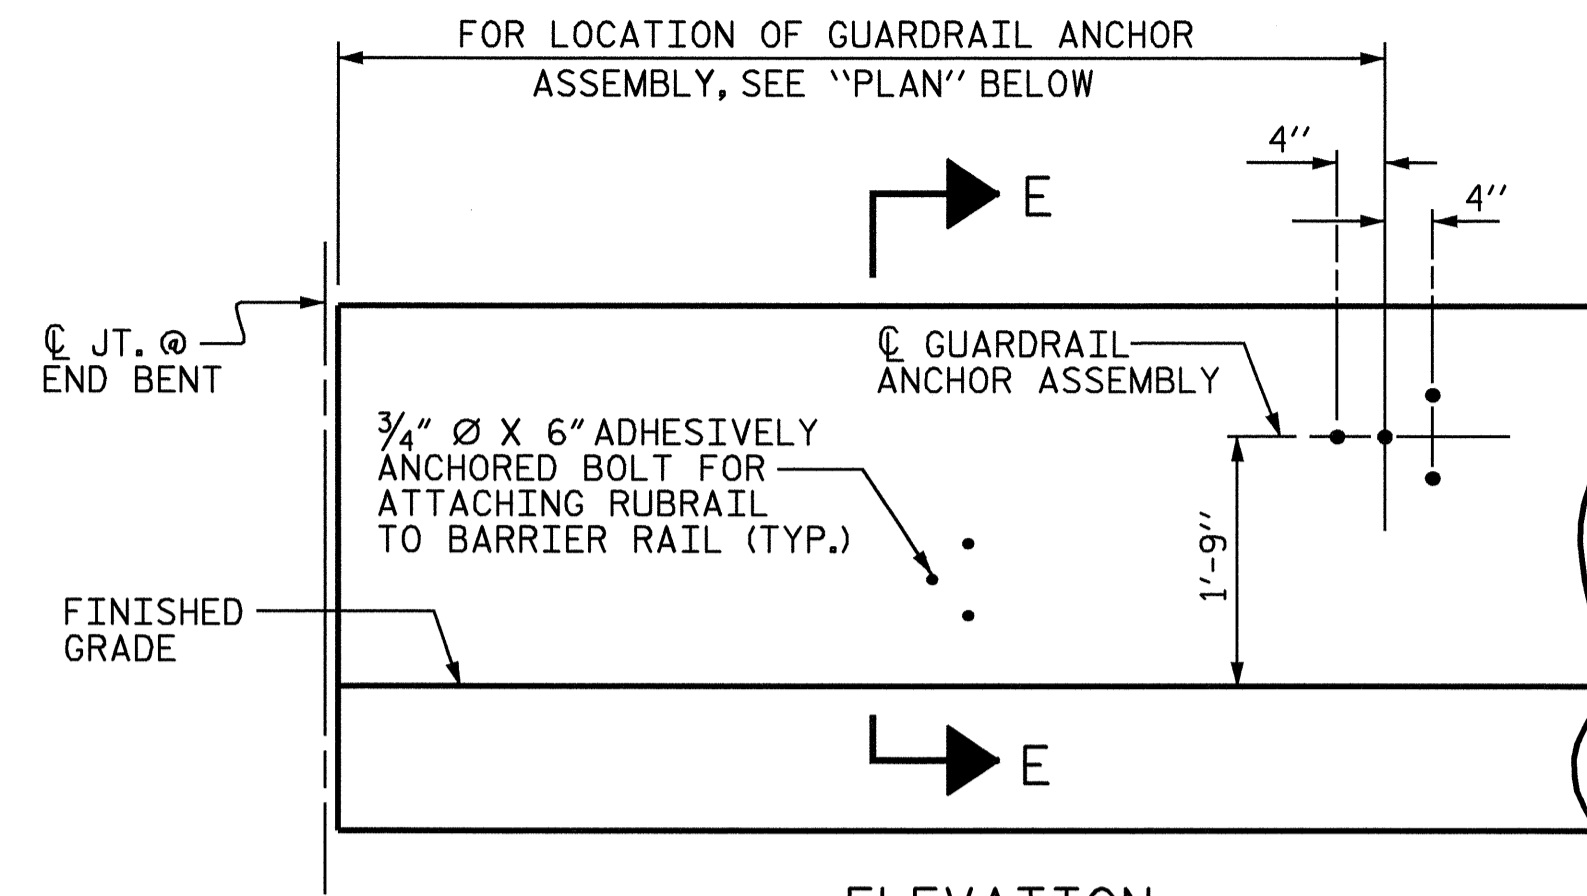 FOR LOCATION OF GUARDRAIL ANCHOR
ASSEMBLY, SEE "PLAN" BELOW
4"
E
4"
℄ JT. @
END BENT
℄ GUARDRAIL
ANCHOR ASSEMBLY
3/4" Ø X 6" ADHESIVELY
ANCHORED BOLT FOR
ATTACHING RUBRAIL
TO BARRIER RAIL (TYP.)
1'-9"
FINISHED
GRADE
E
ELEVATION